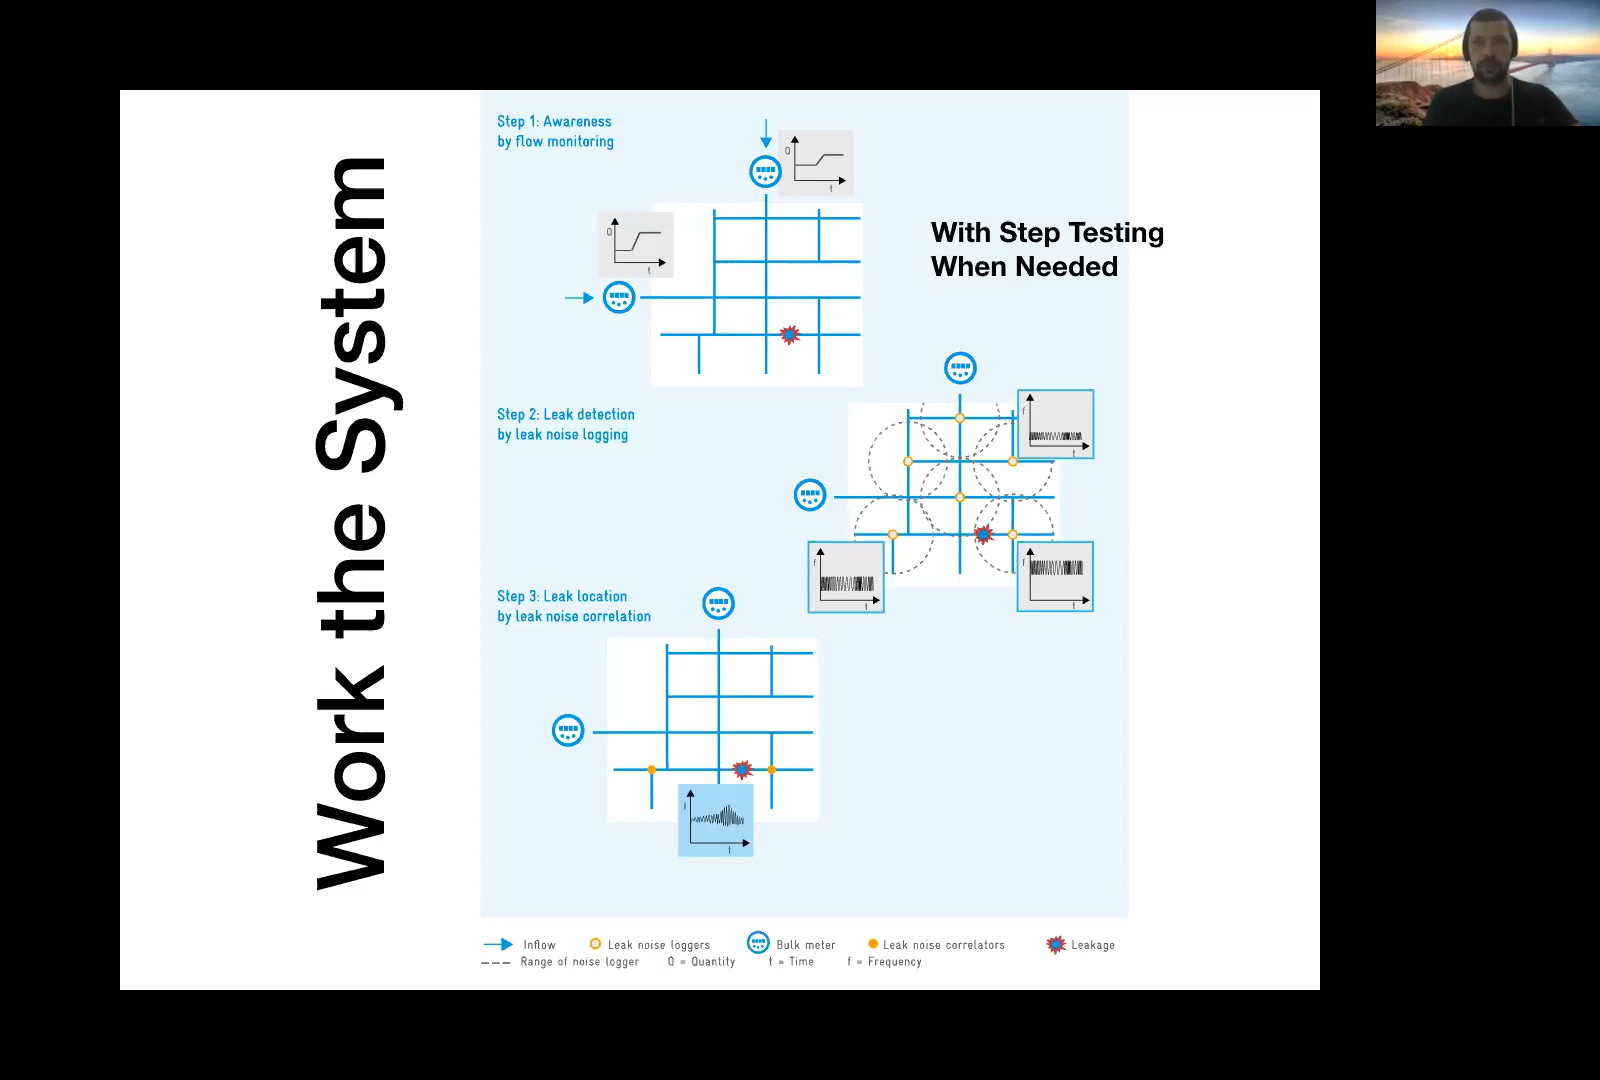 Work the System
Step 1: Awareness
by flow monitoring
Q
t
Q
t
With Step Testing
When Needed
Step 2: Leak detection
by leak noise logging
f
t
f
t
f
t
Step 3: Leak location
by leak noise correlation
t
Inflow
Leak noise loggers
Bulk meter
Leak noise correlators
Leakage
Range of noise logger
Q = Quantity
t = Time
f = Frequency